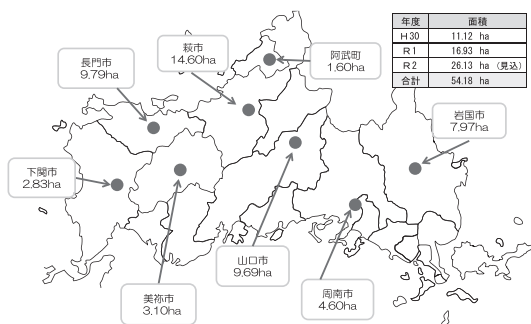 年度 面積
H30 11.12 ha
R1 16.93 ha
R2 26.13 ha (見込)
合計 54.18 ha
萩市
14.60ha
阿武町
1.60ha
長門市
9.79ha
岩国市
7.97ha
下関市
2.83ha
山口市
9.69ha
周南市
4.60ha
美祢市
3.10ha